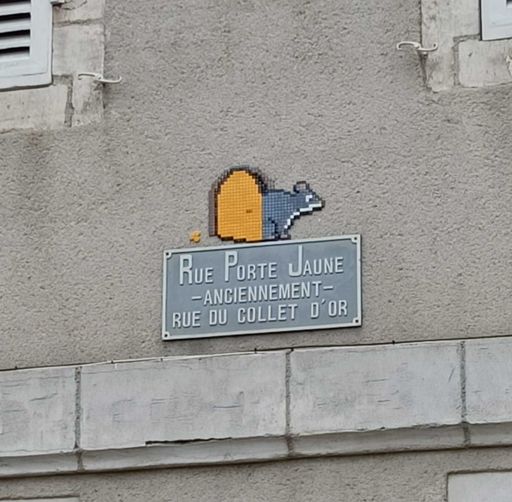 RUE PORTE JAUNE
-ANCIENNEMENT-
RUE DU COLLET D'OR